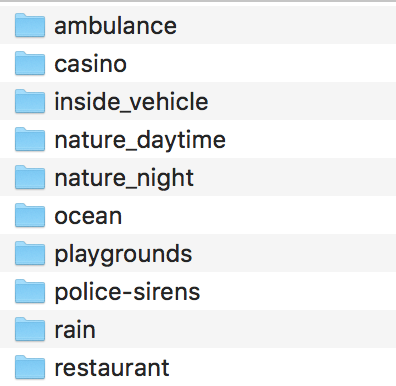 ambulance
casino
inside_vehicle
nature_daytime
nature_night
ocean
playgrounds
police-sirens
rain
restaurant